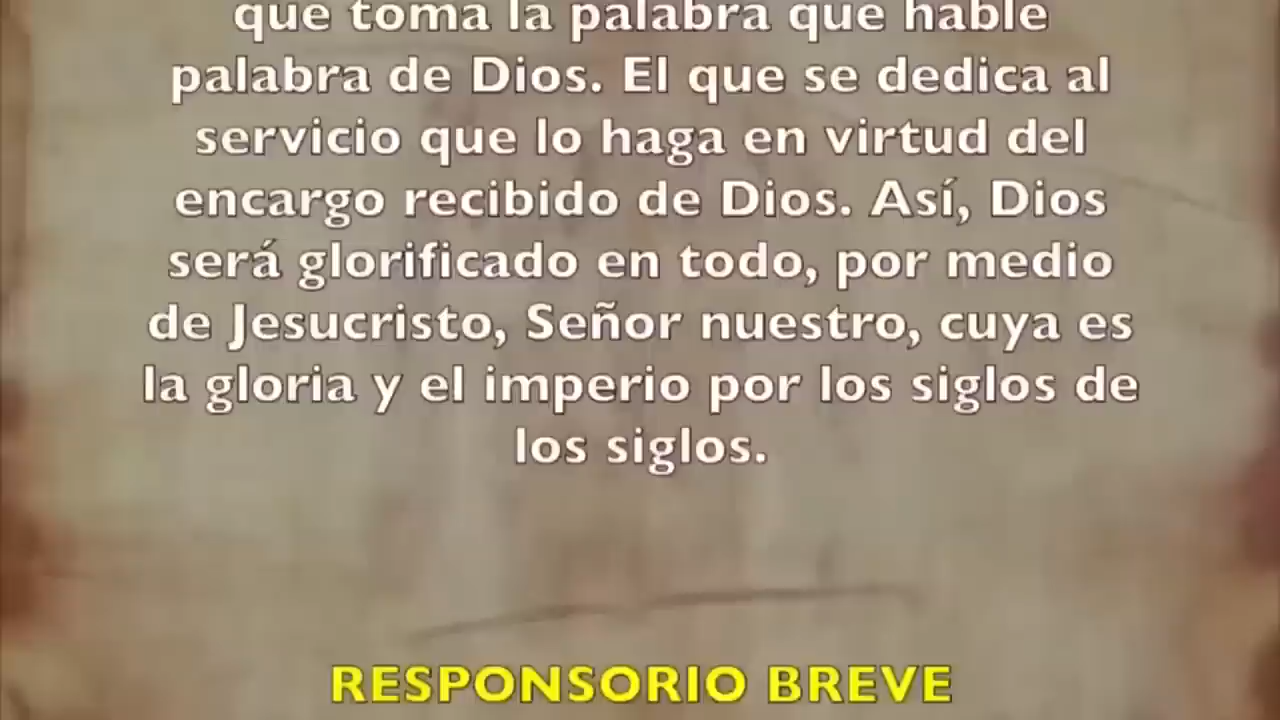 que toma la palabra que hable
palabra de Dios. El que se dedica al
servicio que lo haga en virtud del
encargo recibido de Dios. Así, Dios
será glorificado en todo, por medio
de Jesucristo, Señor nuestro, cuya es
la gloria y el imperio por los siglos de
los siglos.
RESPONSORIO BREVE